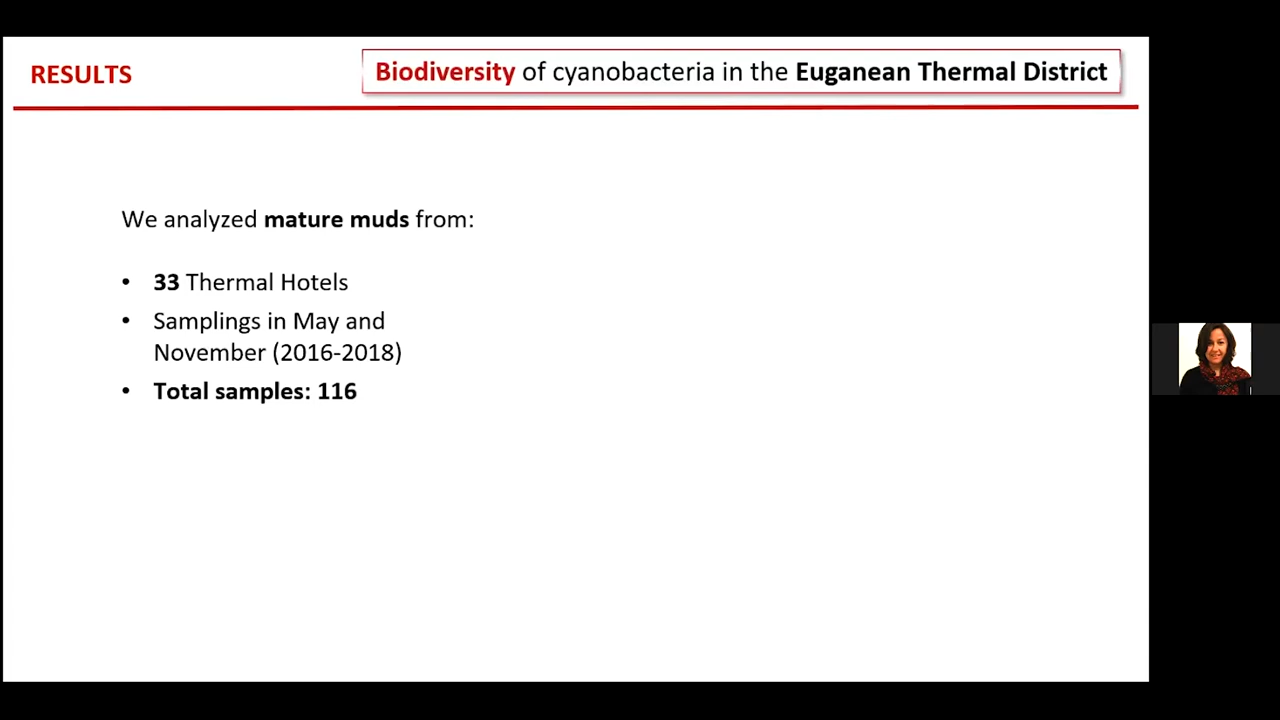 RESULTS
Biodiversity of cyanobacteria in the Euganean Thermal District
We analyzed mature muds from:
• 33 Thermal Hotels
• Samplings in May and
November (2016-2018)
• Total samples: 116